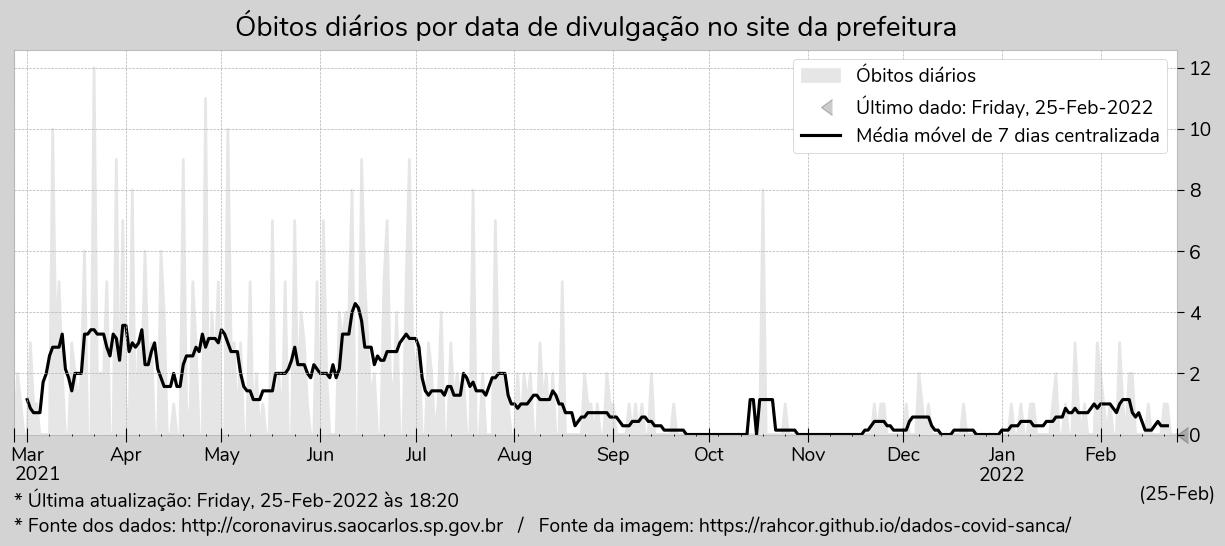 Óbitos diários por data de divulgação no site da prefeitura
Óbitos diários
Último dado: Friday, 25-Feb-2022
Média móvel de 7 dias centralizada
12
10
8
6
4
2
0
Mar Apr May Jun Jul Aug Sep Oct Nov Dec Jan Feb
2021 2022
(25-Feb)
* Última atualização: Friday, 25-Feb-2022 às 18:20
* Fonte dos dados: http://coronavirus.saocarlos.sp.gov.br / Fonte da imagem: https://rahcor.github.io/dados-covid-sanca/